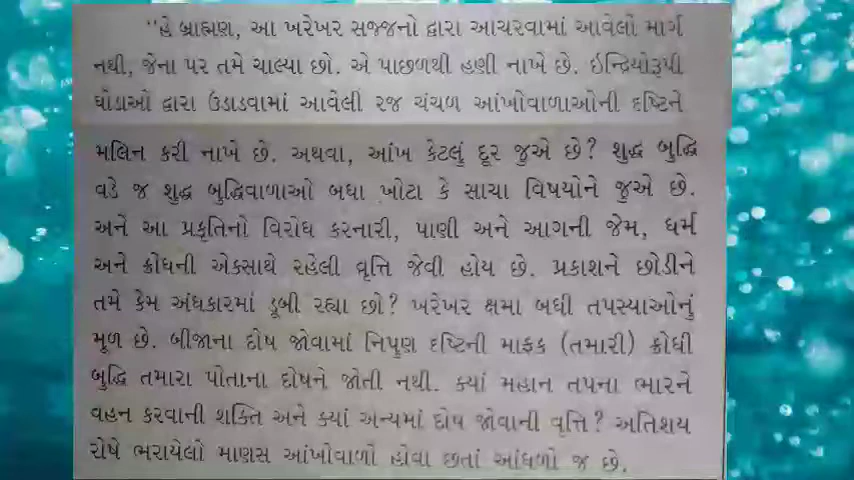 "હે બ્રાહ્મણ, આ ખરેખર સજ્જનો દ્વારા આચરવામાં આવેલો માર્ગ
નથી, જેના પર તમે ચાલ્યા છો. એ પાછળથી હણી નાખે છે. ઇન્દ્રિયોરૂપી
ઘોડાઓ દ્વારા ઉડાડવામાં આવેલી રજ ચંચળ આંખોવાળાઓની દૃષ્ટિને
મલિન કરી નાખે છે. અથવા, આંખ કેટલું દૂર જુએ છે? શુદ્ધ બુદ્ધિ
વડે જ શુદ્ધ બુદ્ધિવાળાઓ બધા ખોટા કે સાચા વિષયોને જુએ છે.
અને આ પ્રકૃતિનો વિરોધ કરનારી, પાણી અને આગની જેમ, ધર્મ
અને ક્રોધની એકસાથે રહેલી વૃત્તિ જેવી હોય છે. પ્રકાશને છોડીને
તમે કેમ અંધકારમાં ડૂબી રહ્યા છો? ખરેખર ક્ષમા બધી તપસ્યાઓનું
મૂળ છે. બીજાના દોષ જોવામાં નિપુણ દૃષ્ટિની માફક (તમારી) ક્રોધી
બુદ્ધિ તમારા પોતાના દોષને જોતી નથી. ક્યાં મહાન તપના ભારને
વહન કરવાની શક્તિ અને ક્યાં અન્યમાં દોષ જોવાની વૃત્તિ? અતિશય
રોષે ભરાયેલો માણસ આંખોવાળો હોવા છતાં આંધળો જ છે.